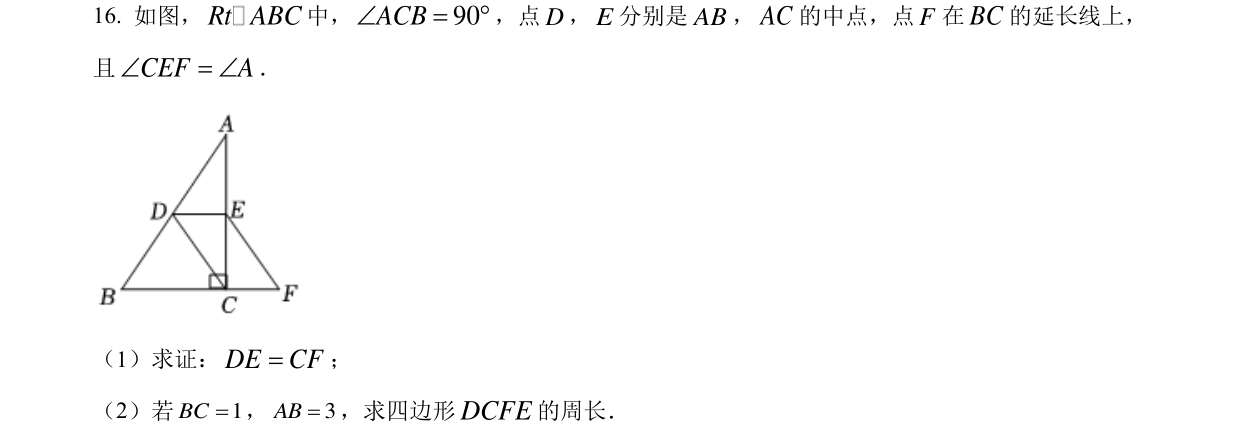 16. 如图，Rt□ ABC 中，∠ACB = 90°，点 D，E 分别是 AB，AC 的中点，点 F 在 BC 的延长线上，
且 ∠CEF = ∠A．
A
D
E
B
C
F
（1）求证：DE = CF；
（2）若 BC =1，AB = 3，求四边形 DCFE 的周长．